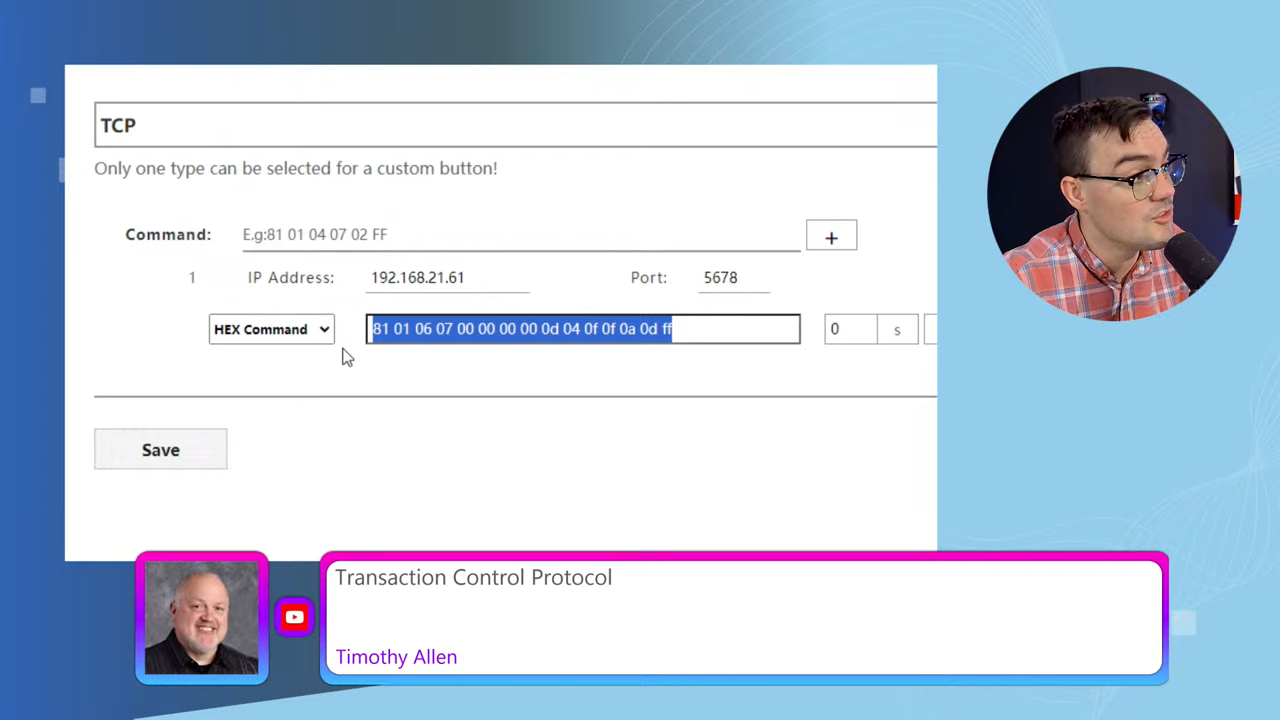 TCP
Only one type can be selected for a custom button!
Command: E.g:81 01 04 07 02 FF +
1 IP Address: 192.168.21.61 Port: 5678
HEX Command 81 01 06 07 00 00 00 00 0d 04 0f 0f 0a 0d ff 0 s
Save
Transaction Control Protocol
Timothy Allen